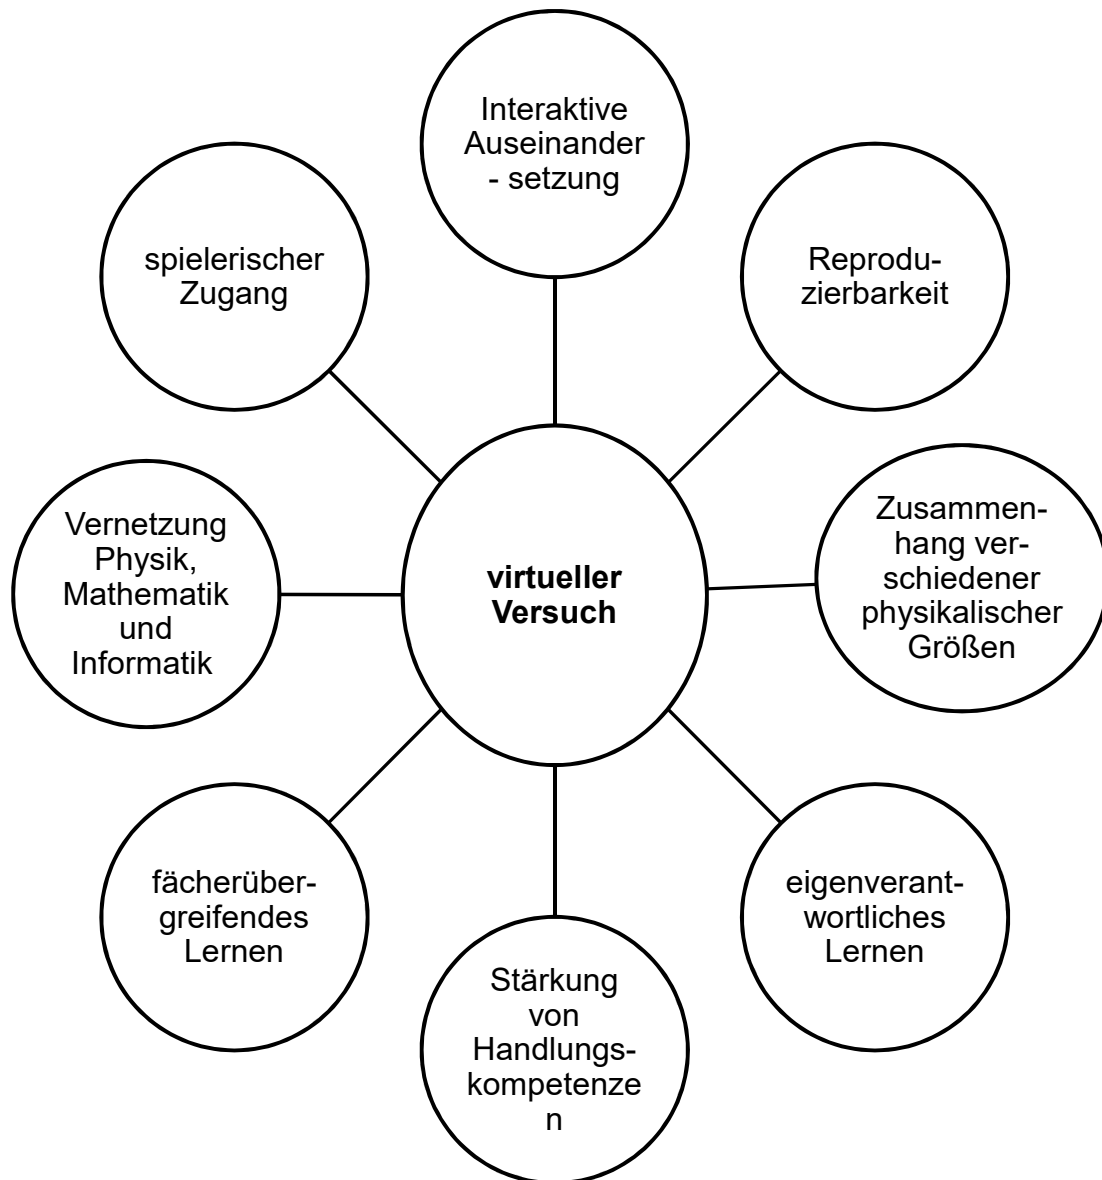 Interaktive
Auseinander
- setzung
spielerischer
Zugang
Reprodu-
zierbarkeit
Vernetzung
Physik,
Mathematik
und
Informatik
virtueller
Versuch
Zusammen-
hang ver-
schiedener
physikalischer
Größen
fächerüber-
greifendes
Lernen
eigenverant-
wortliches
Lernen
Stärkung
von
Handlungs-
kompetenze
n